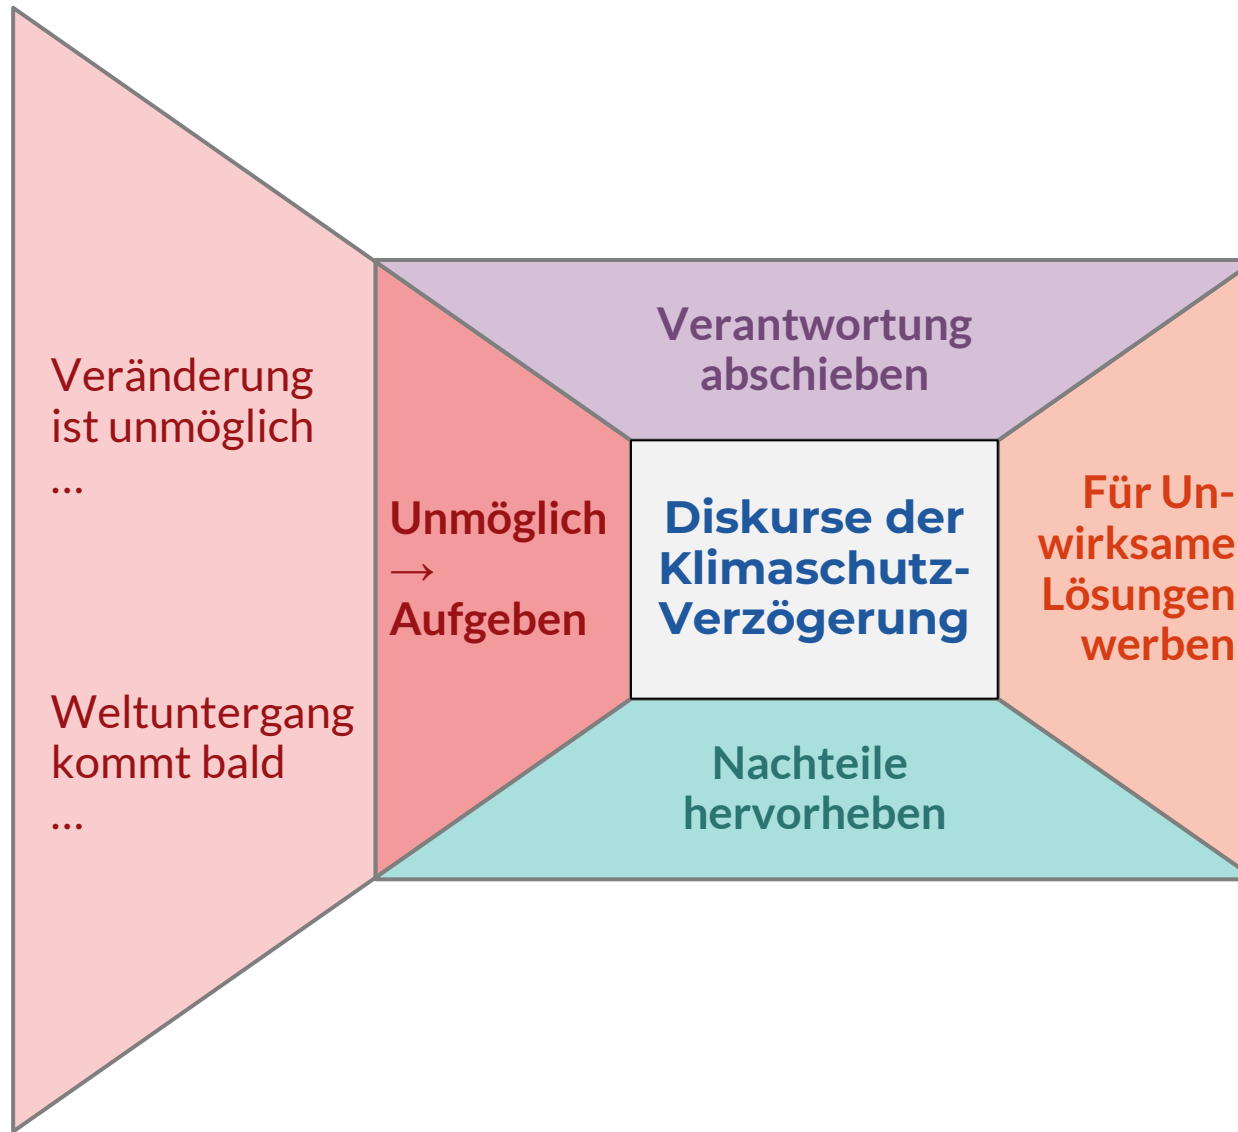 Verantwortung
abschieben
Veränderung
ist unmöglich
...
Weltuntergang
kommt bald
...
Unmöglich
→
Aufgeben
Diskurse der
Klimaschutz-
Verzögerung
Für Un-
wirksame
Lösungen
werben
Nachteile
hervorheben